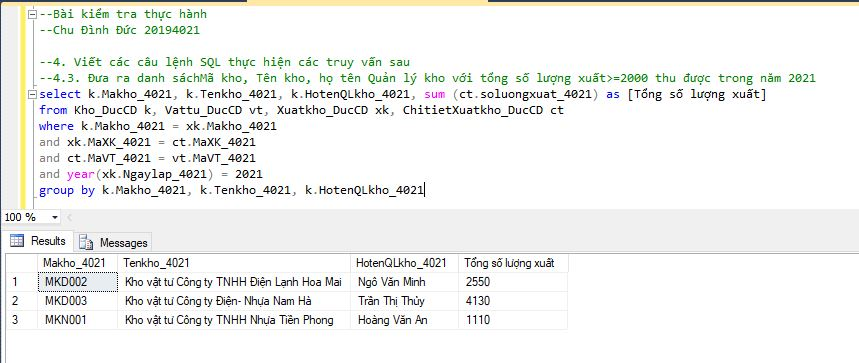 --Bài kiểm tra thực hành
--Chu Đình Đức 20194021
--4. Viết các câu lệnh SQL thực hiện các truy vấn sau
--4.3. Đưa ra danh sáchMã kho, Tên kho, họ tên Quản lý kho với tổng số lượng xuất>=2000 thu được trong năm 2021
select k.Makho_4021, k.Tenkho_4021, k.HotenQLkho_4021, sum (ct.soluongxuat_4021) as [Tổng số lượng xuất]
from Kho_DucCD k, Vattu_DucCD vt, Xuatkho_DucCD xk, ChitietXuatkho_DucCD ct
where k.Makho_4021 = xk.Makho_4021
and xk.MaXK_4021 = ct.MaXK_4021
and ct.MaVT_4021 = vt.MaVT_4021
and year(xk.Ngaylap_4021) = 2021
group by k.Makho_4021, k.Tenkho_4021, k.HotenQLkho_4021
100 %
Results Messages
Makho_4021 Tenkho_4021 HotenQLkho_4021 Tổng số lượng xuất
1 MKD002 Kho vật tư Công ty TNHH Điện Lạnh Hoa Mai Ngô Văn Minh 2550
2 MKD003 Kho vật tư Công ty Điện- Nhựa Nam Hà Trần Thị Thủy 4130
3 MKN001 Kho vật tư Công ty TNHH Nhựa Tiền Phong Hoàng Văn An 1110